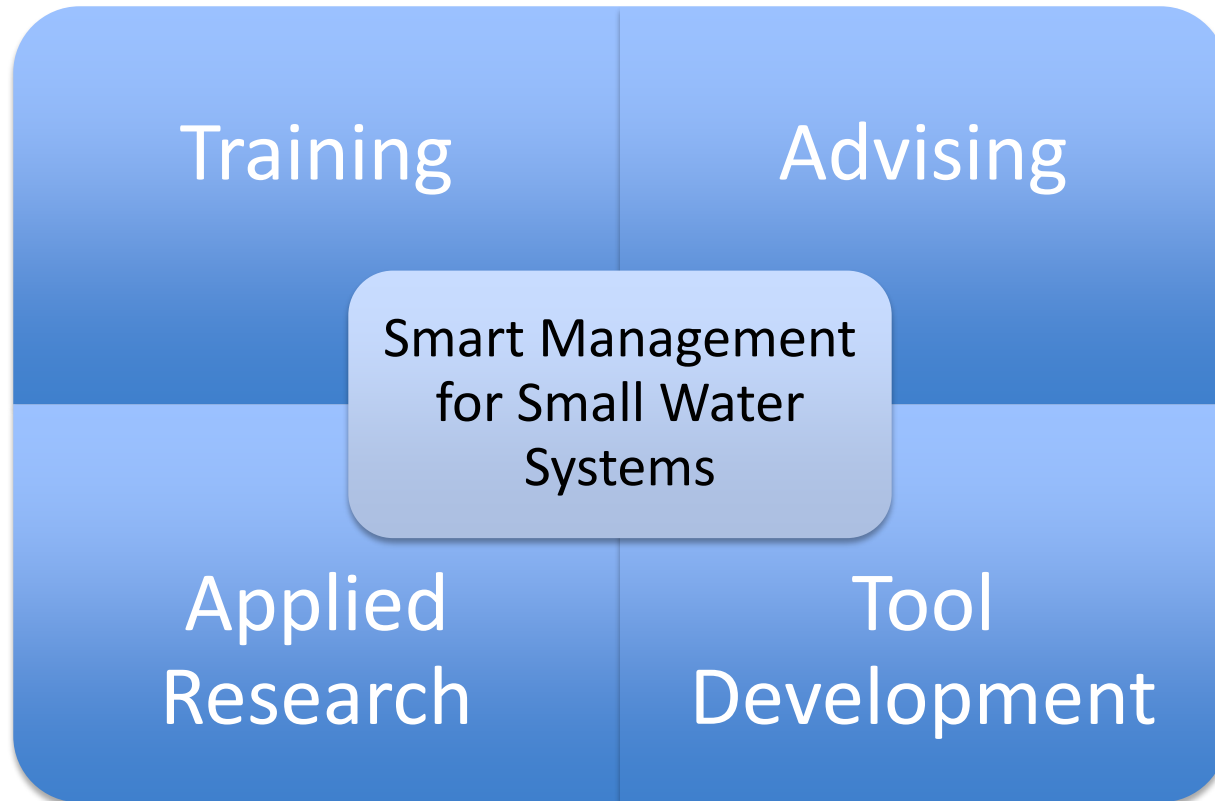 Training
Advising
Smart Management
for Small Water
Systems
Applied
Research
Tool
Development